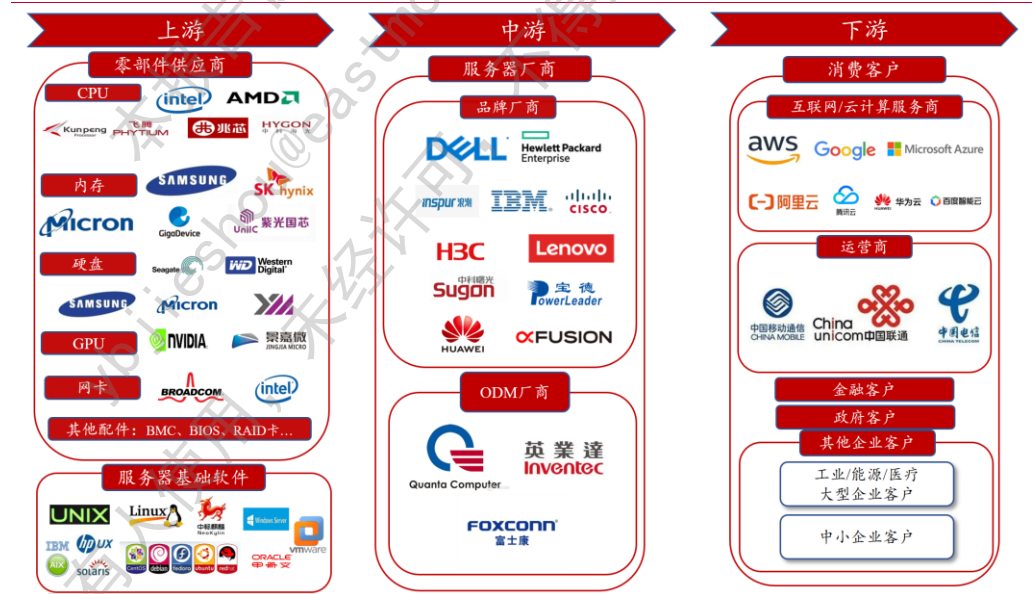 上游
零部件供应商
CPU
intel AMD
Kunpeng Processor 飞腾 PHYTIUM 兆芯 HYGON
内存
SAMSUNG SK hynix
Micron GigaDevice UniIC 紫光国芯
硬盘
Seagate WD Western Digital
SAMSUNG Micron
GPU
NVIDIA 景嘉微 JINGJIA MICRO
网卡
BROADCOM intel
其他配件：BMC、BIOS、RAID卡…
服务器基础软件
UNIX Linux 中标麒麟 NeoKylin Windows Server
IBM AIX hp UX solaris CentOS debian fedora ubuntu redhat ORACLE 甲骨文 vmware
中游
服务器厂商
品牌厂商
DELL Hewlett Packard Enterprise
inspur 浪潮 IBM CISCO
H3C Lenovo
中科曙光 Sugon 宝德 PowerLeader
HUAWEI XFUSION
ODM厂商
Quanta Computer 英業達 Inventec
FOXCONN 富士康
下游
消费客户
互联网/云计算服务商
aws Google Microsoft Azure
阿里云 腾讯云 HUAWEI 华为云 百度智能云
运营商
中国移动通信 CHINA MOBILE China unicom中国联通 中国电信 CHINA TELECOM
金融客户
政府客户
其他企业客户
工业/能源/医疗
大型企业客户
中小企业客户